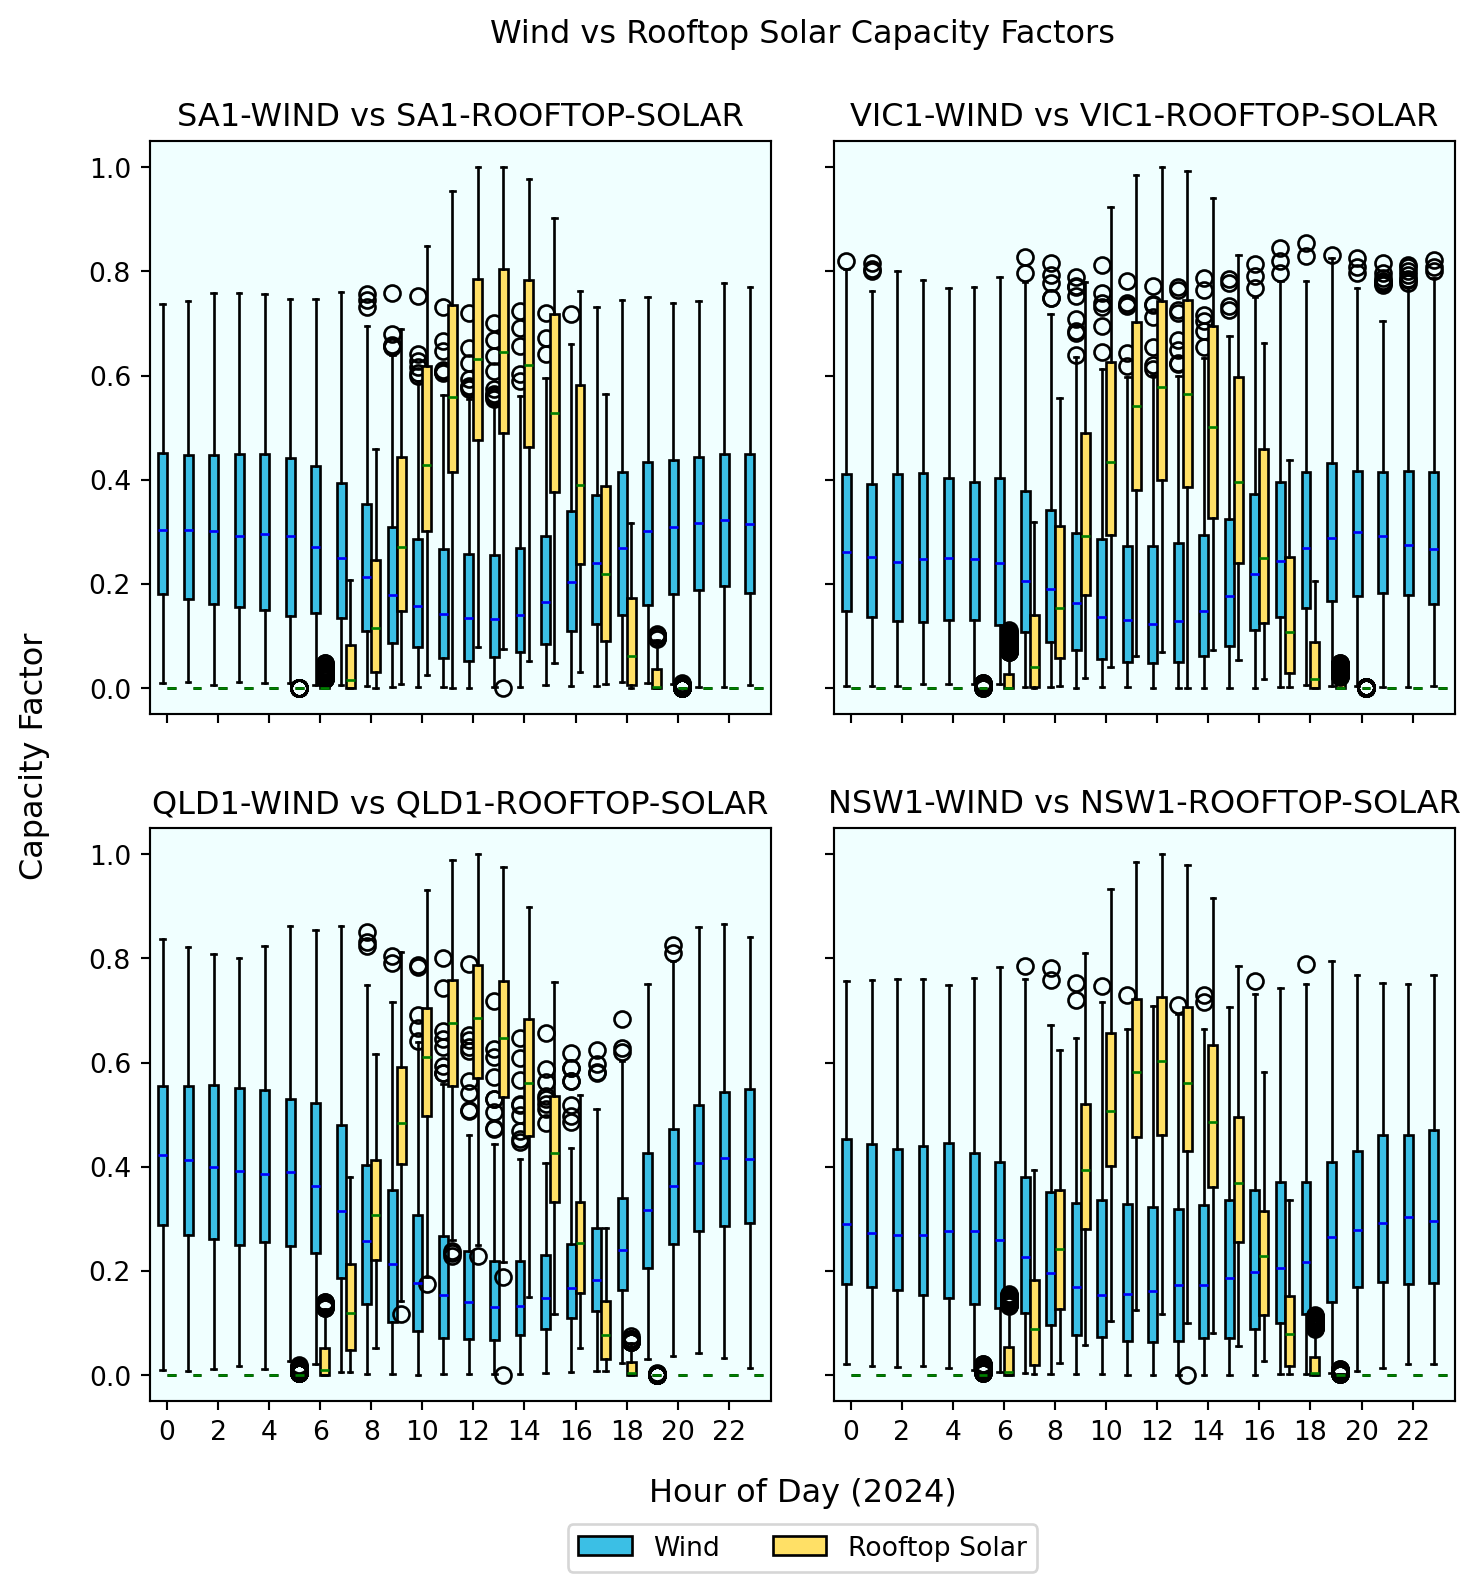 Wind vs Rooftop Solar Capacity Factors
SA1-WIND vs SA1-ROOFTOP-SOLAR
VIC1-WIND vs VIC1-ROOFTOP-SOLAR
1.0
0.8
0.6
0.4
0.2
0.0
Capacity Factor
QLD1-WIND vs QLD1-ROOFTOP-SOLAR
NSW1-WIND vs NSW1-ROOFTOP-SOLAR
1.0
0.8
0.6
0.4
0.2
0.0
0 2 4 6 8 10 12 14 16 18 20 22
0 2 4 6 8 10 12 14 16 18 20 22
Hour of Day (2024)
Wind Rooftop Solar